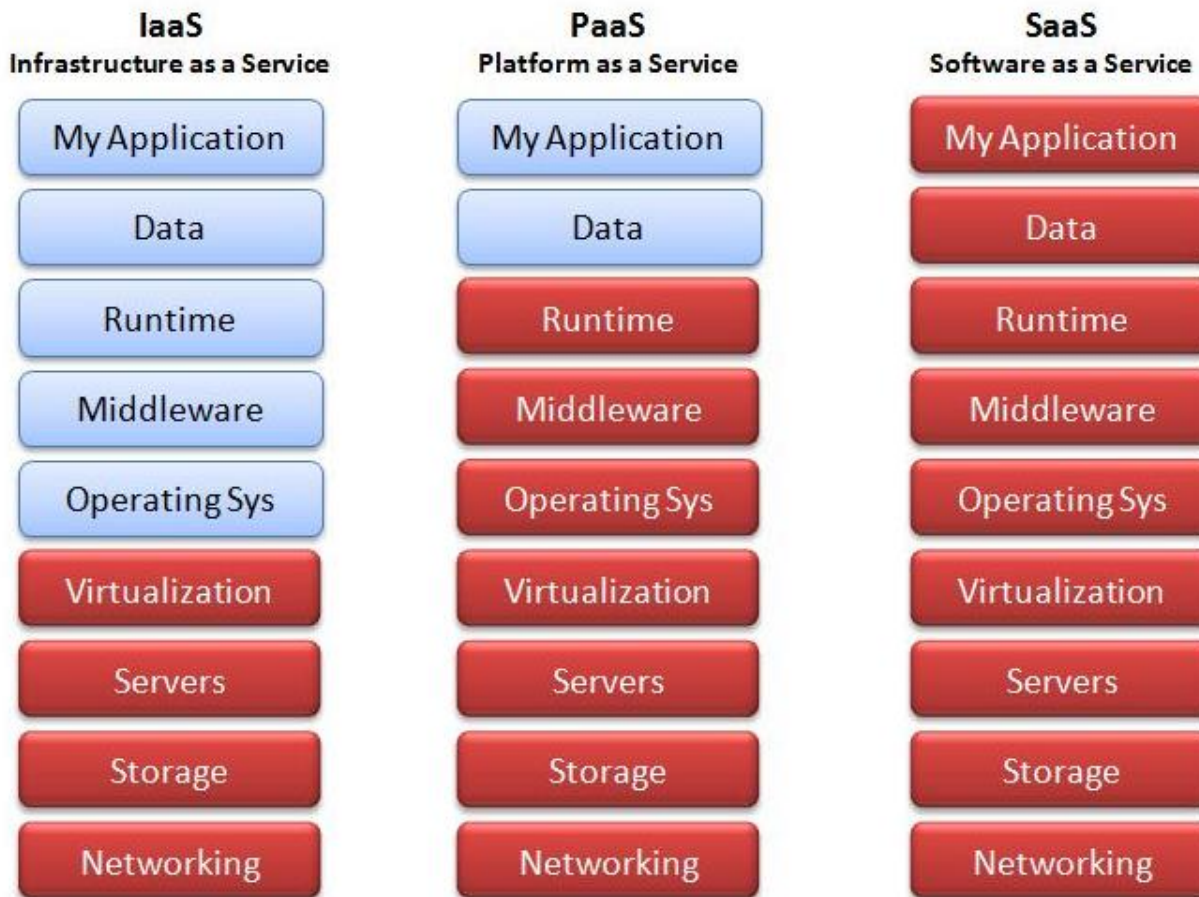 IaaS
Infrastructure as a Service
My Application
Data
Runtime
Middleware
Operating Sys
Virtualization
Servers
Storage
Networking
PaaS
Platform as a Service
My Application
Data
Runtime
Middleware
Operating Sys
Virtualization
Servers
Storage
Networking
SaaS
Software as a Service
My Application
Data
Runtime
Middleware
Operating Sys
Virtualization
Servers
Storage
Networking